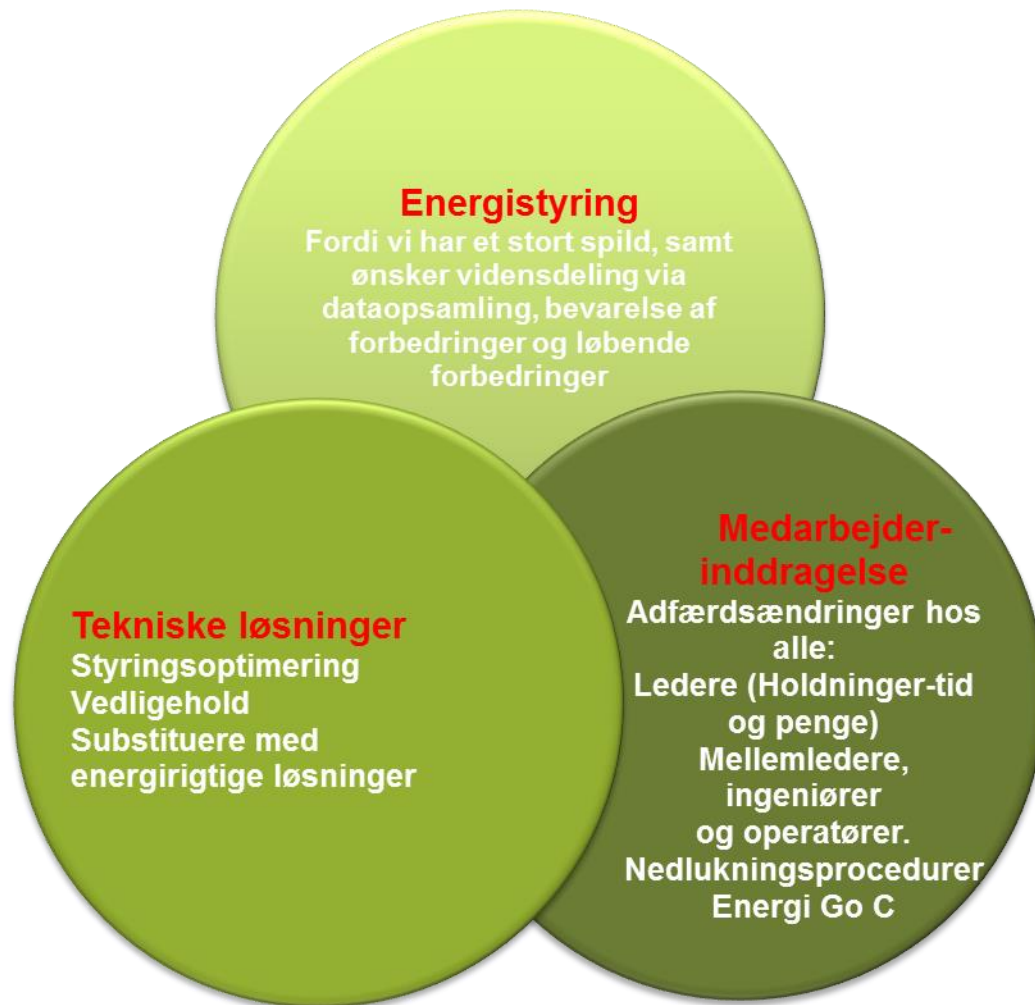 Energistyring
Fordi vi har et stort spild, samt
ønsker vidensdeling via
dataopsamling, bevarelse af
forbedringer og løbende
forbedringer
Tekniske løsninger
Styringsoptimering
Vedligehold
Substituere med
energirigtige løsninger
Medarbejder-
inddragelse
Adfærdsændringer hos
alle:
Ledere (Holdninger-tid
og penge)
Mellemledere,
ingeniører
og operatører.
Nedlukningsprocedurer
Energi Go C